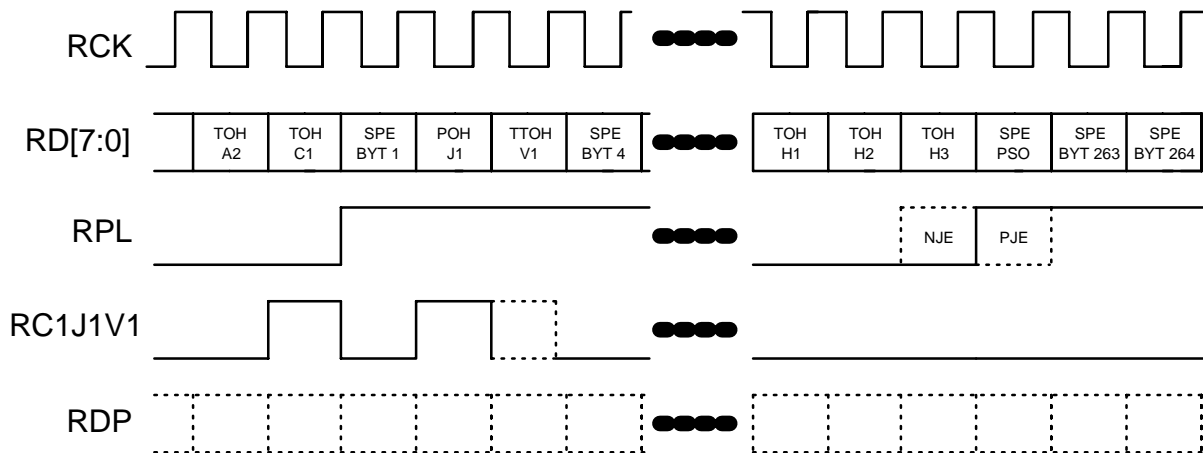 RCK
RD[7:0]
TOH A2
TOH C1
SPE BYT 1
POH J1
TTOH V1
SPE BYT 4
TOH H1
TOH H2
TOH H3
SPE PSO
SPE BYT 263
SPE BYT 264
RPL
NJE
PJE
RC1J1V1
RDP